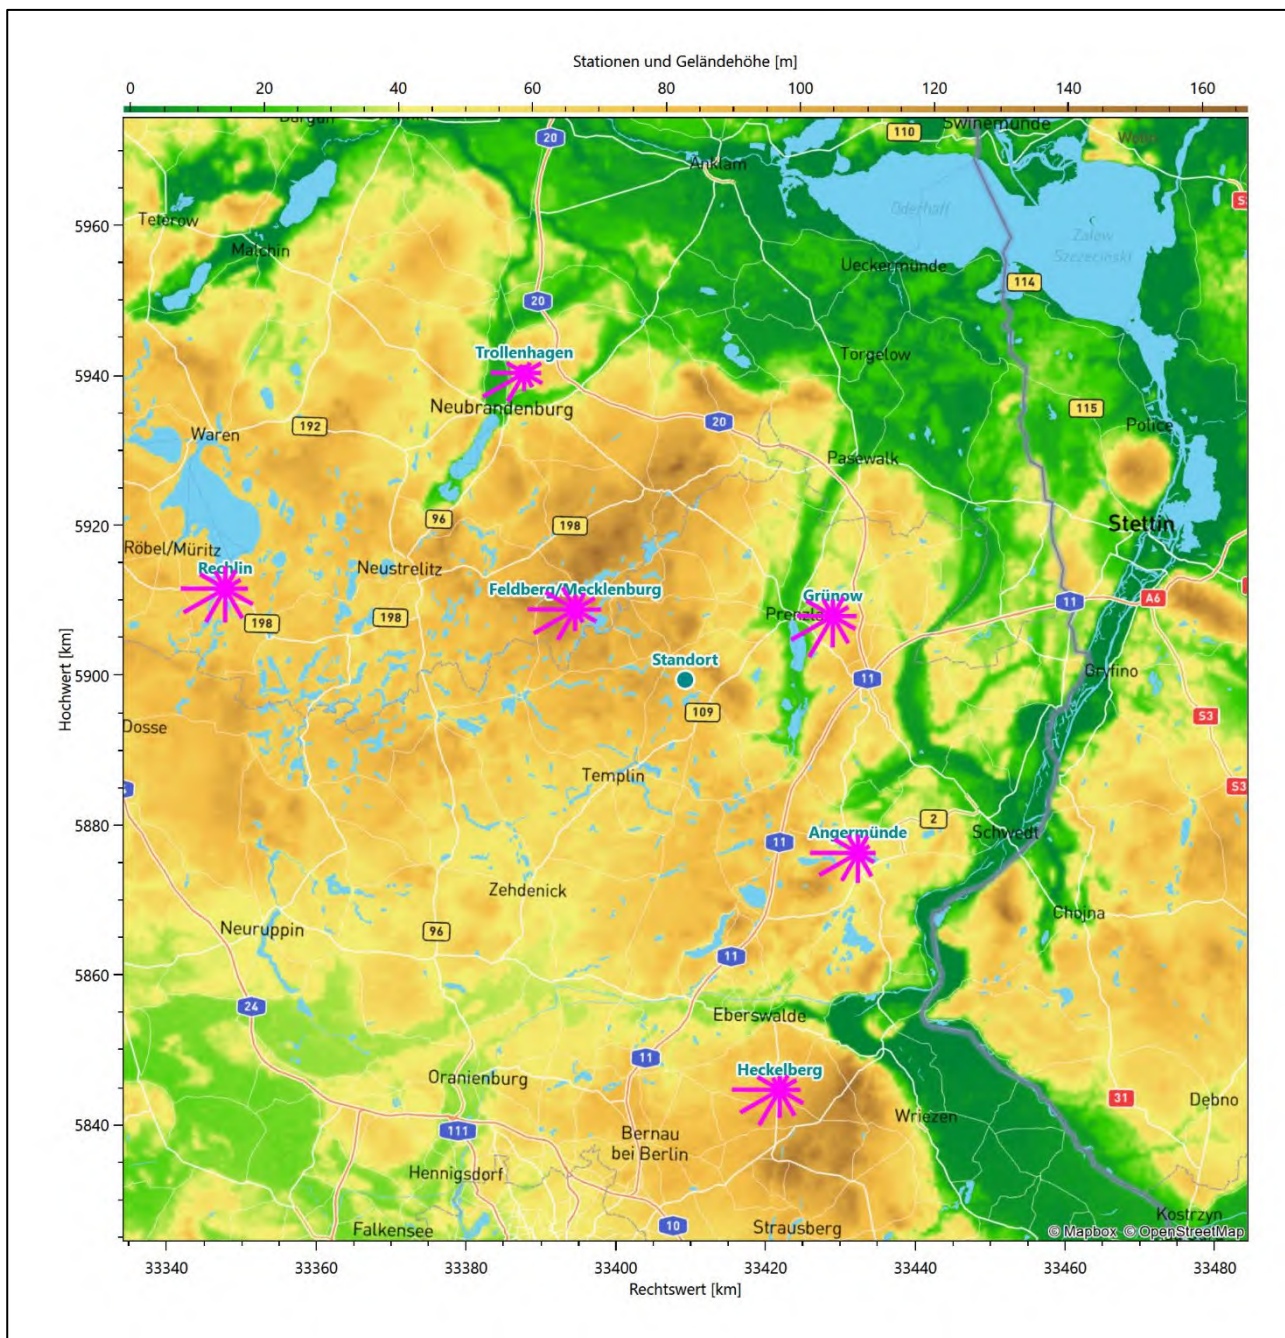 Stationen und Geländehöhe [m]
0 20 40 60 80 100 120 140 160
Swinemünde
110
20
Anklam
Oderhaff
Teterow
5960
Malchin
Zalew
Szczeciński
Ueckermünde
114
20
Trollenhagen
Torgelow
5940
Neubrandenburg
115
192
20
Police
Waren
Pasewalk
96
198
5920
Stettin
Röbel/Müritz
Rechlin
Neustrelitz
Feldberg/Mecklenburg
Grünow
11
A6
198
198
Prenzla
Standort
11
Gryfino
5900
109
S3
Dosse
Templin
S3
5880
2
Angermünde
Schwedt
11
Zehdenick
Chojna
Neuruppin
96
11
5860
24
Eberswalde
11
Heckelberg
Oranienburg
31
Dębno
Wriezen
5840
111
Bernau
bei Berlin
Hennigsdorf
10
Strausberg
Falkensee
Kostrzyn
© Mapbox © OpenStreetMap
33340 33360 33380 33400 33420 33440 33460 33480
Rechtswert [km]
Hochwert [km]